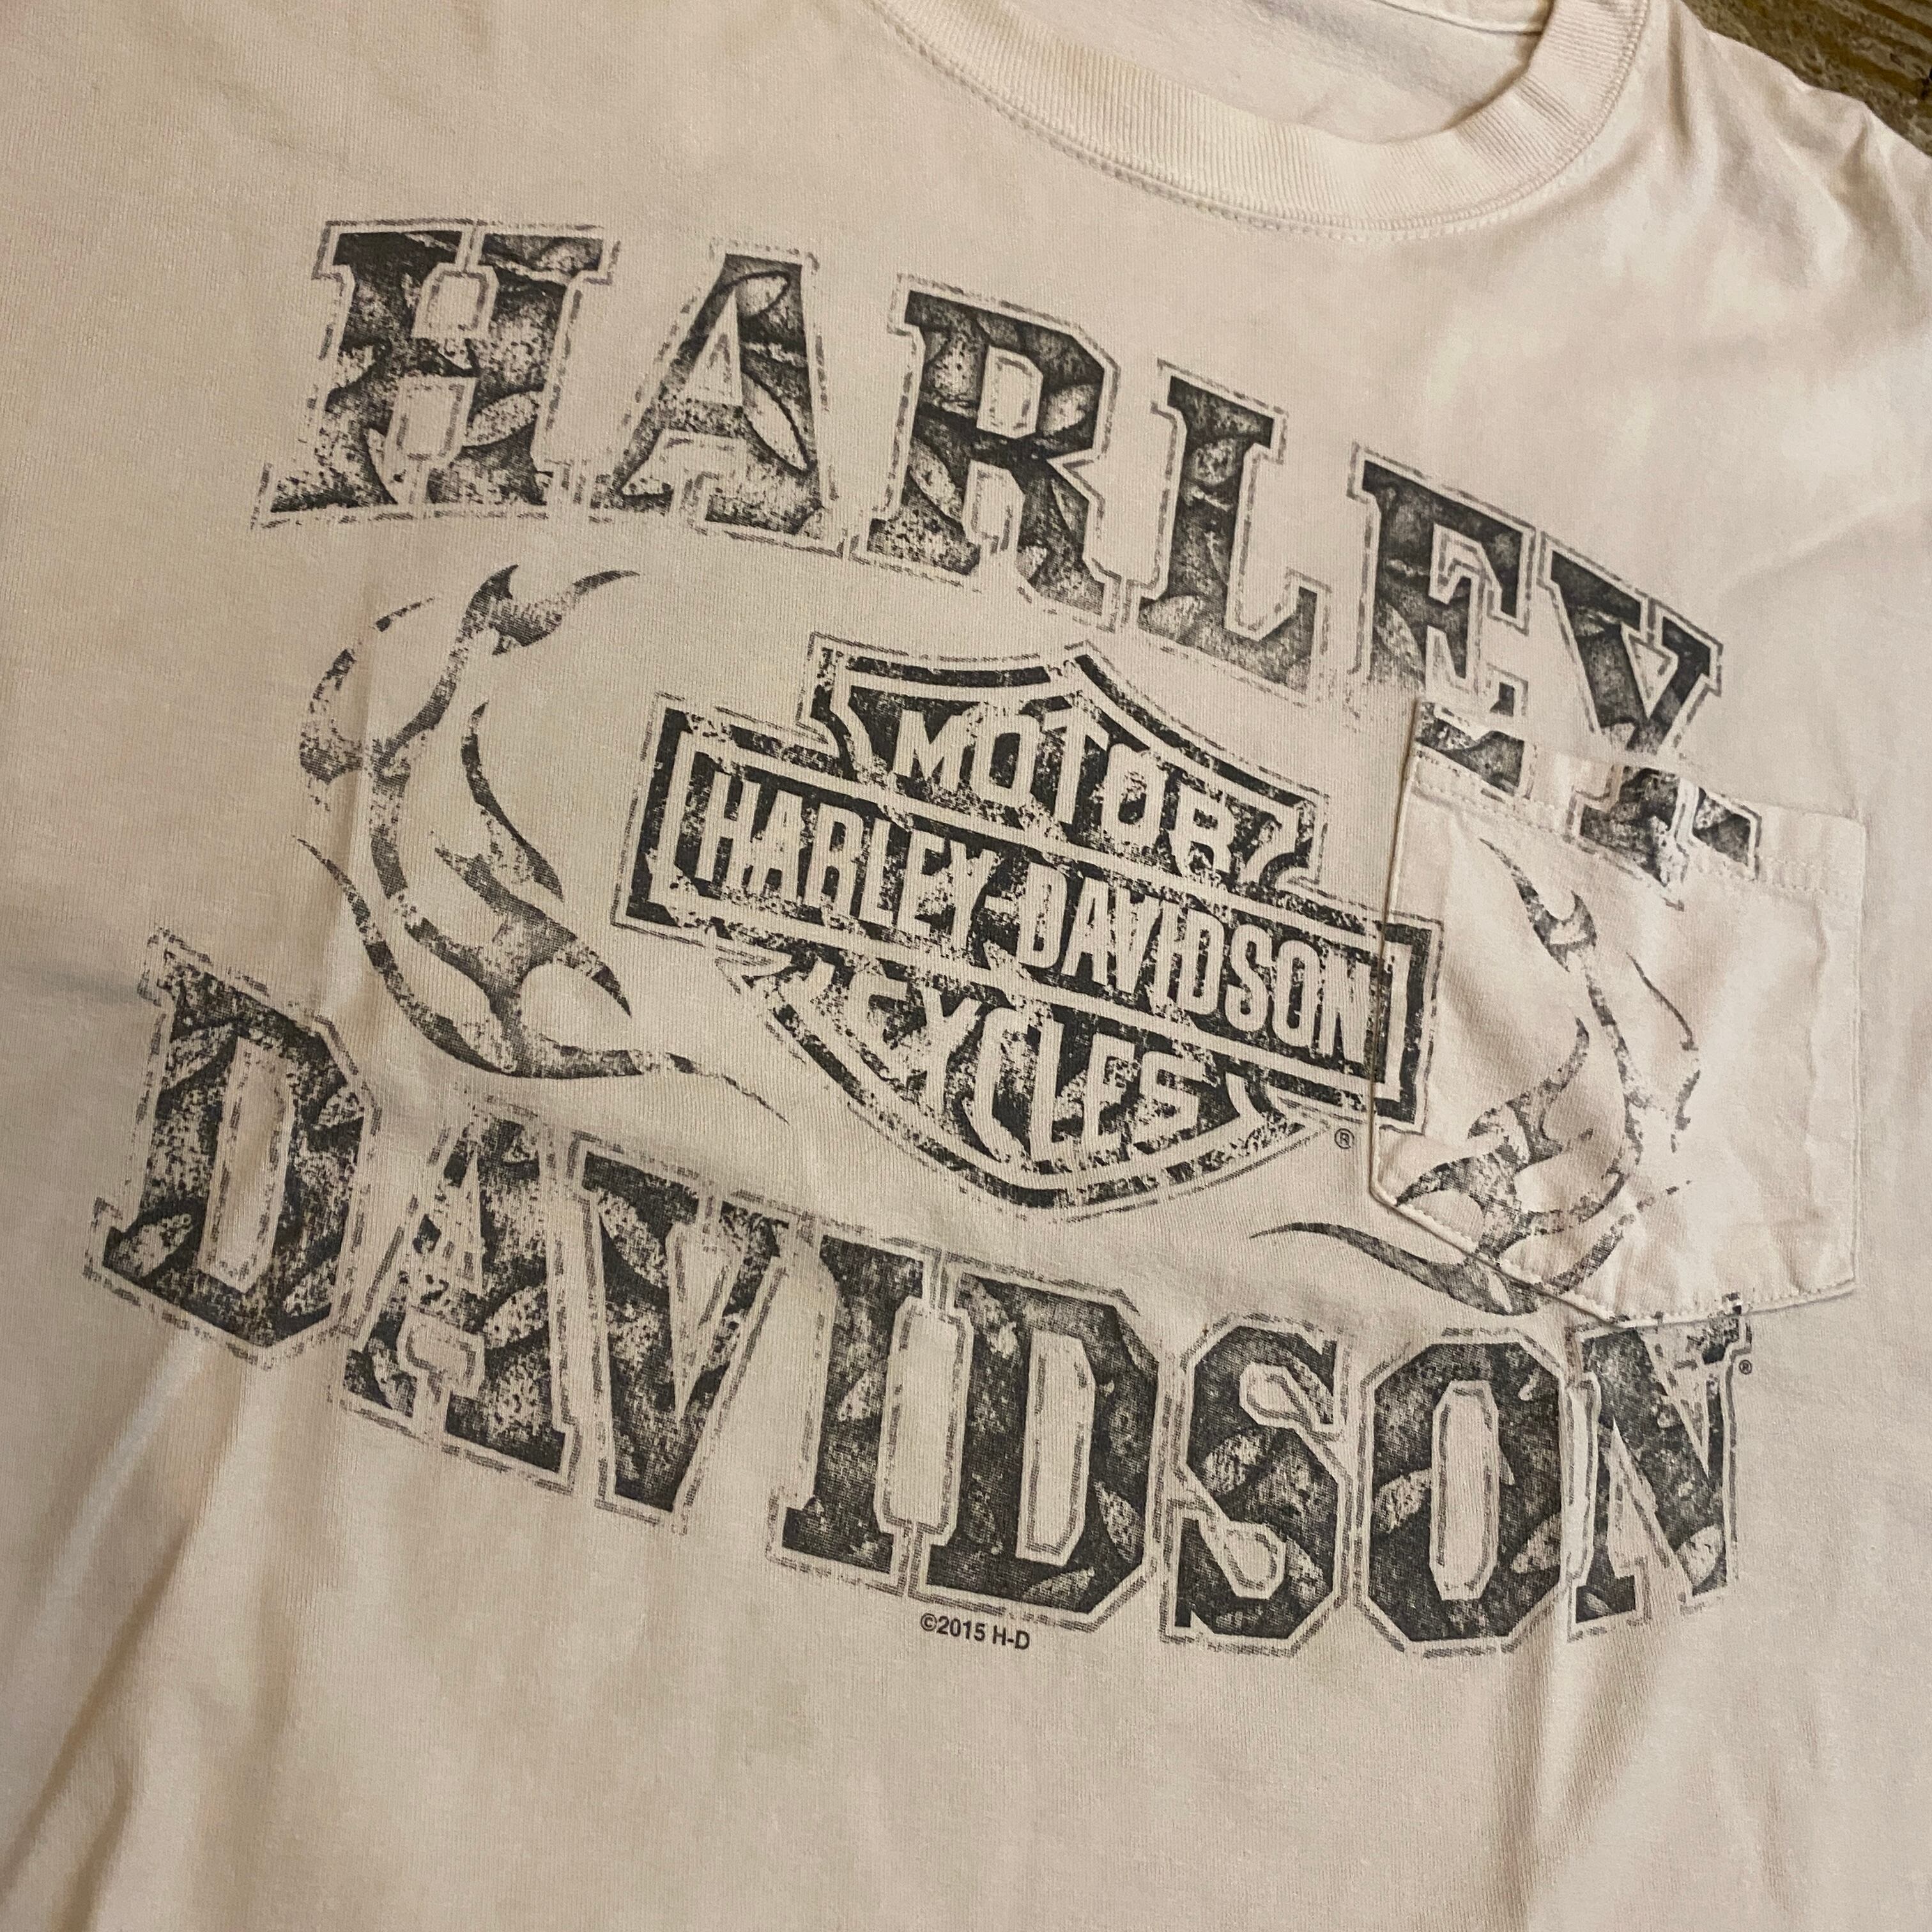 HARLEY
MOTOR
HARLEY-DAVIDSON
CYCLES
®
DAVIDSON®
©2015 H-D